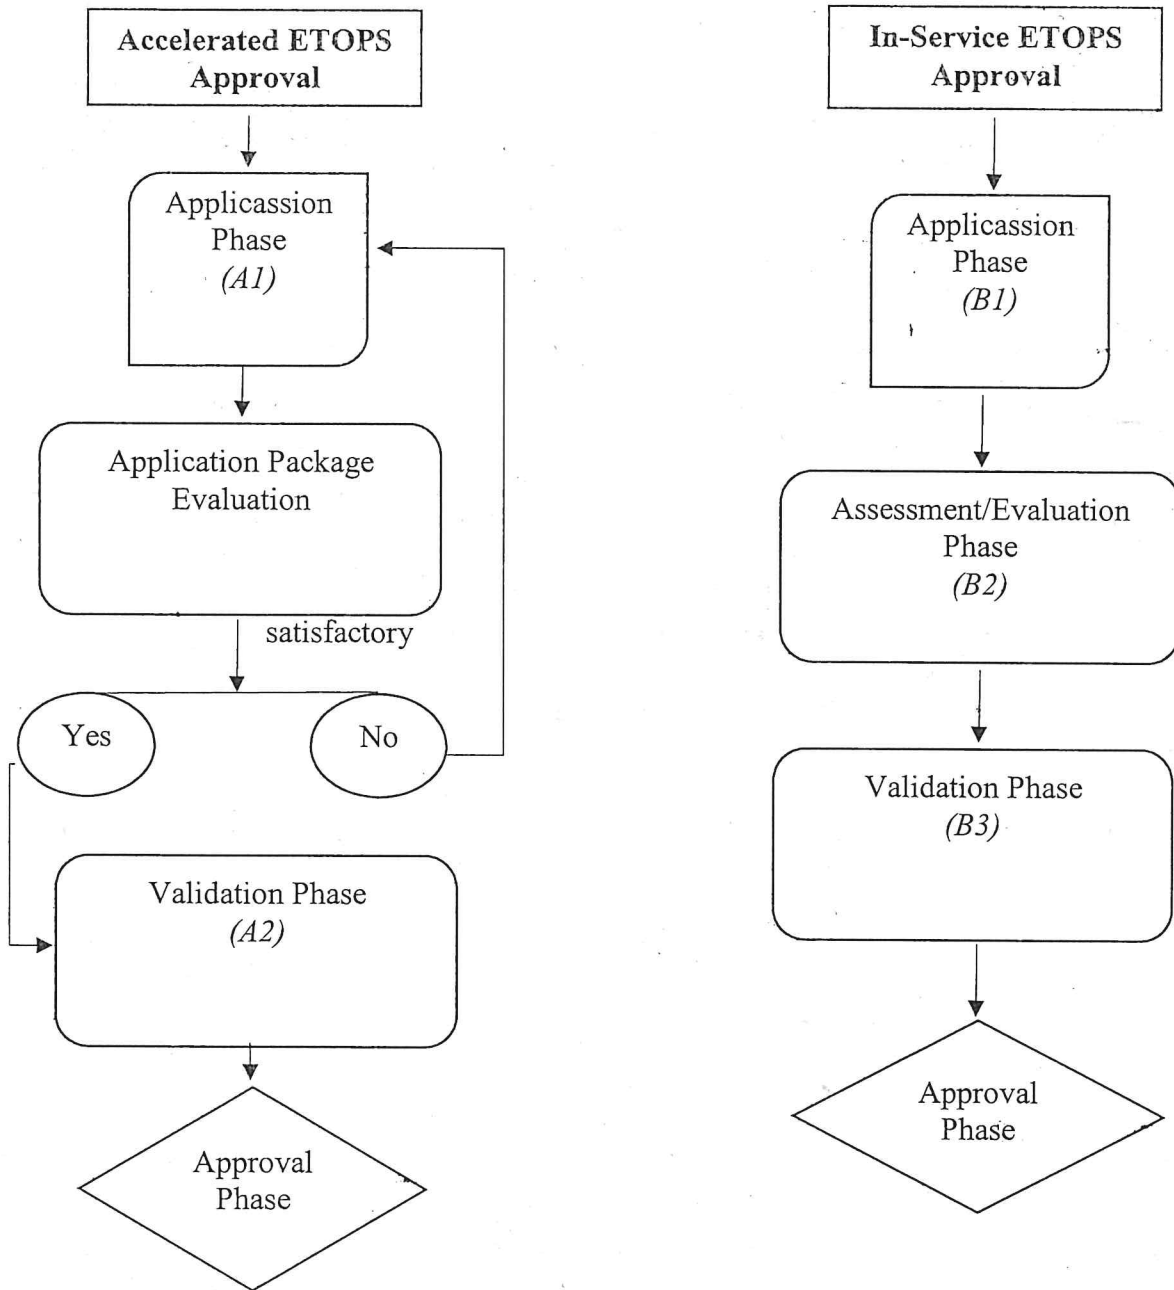 Accelerated ETOPS
Approval
Applicassion
Phase
(A1)
Application Package
Evaluation
satisfactory
Yes
No
Validation Phase
(A2)
Approval
Phase
In-Service ETOPS
Approval
Applicassion
Phase
(B1)
Assessment/Evaluation
Phase
(B2)
Validation Phase
(B3)
Approval
Phase